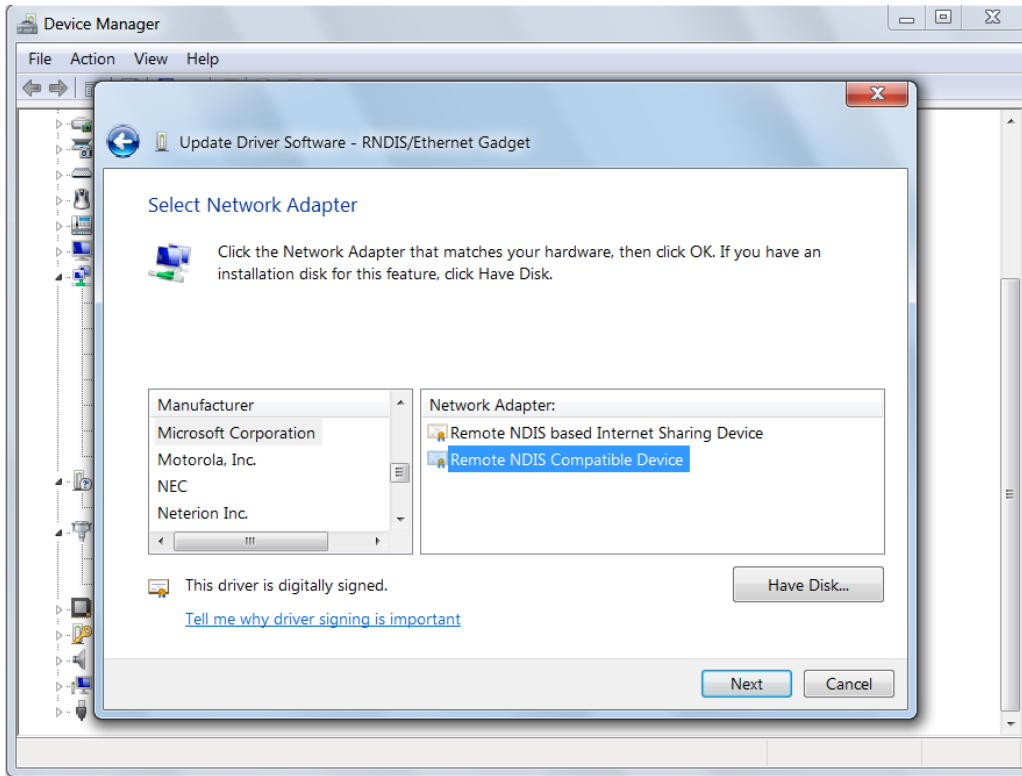 Device Manager
File Action View Help
Update Driver Software - RNDIS/Ethernet Gadget
Select Network Adapter
Click the Network Adapter that matches your hardware, then click OK. If you have an
installation disk for this feature, click Have Disk.
Manufacturer
Microsoft Corporation
Motorola, Inc.
NEC
Neterion Inc.
Network Adapter:
Remote NDIS based Internet Sharing Device
Remote NDIS Compatible Device
This driver is digitally signed.
Have Disk...
Tell me why driver signing is important
Next Cancel